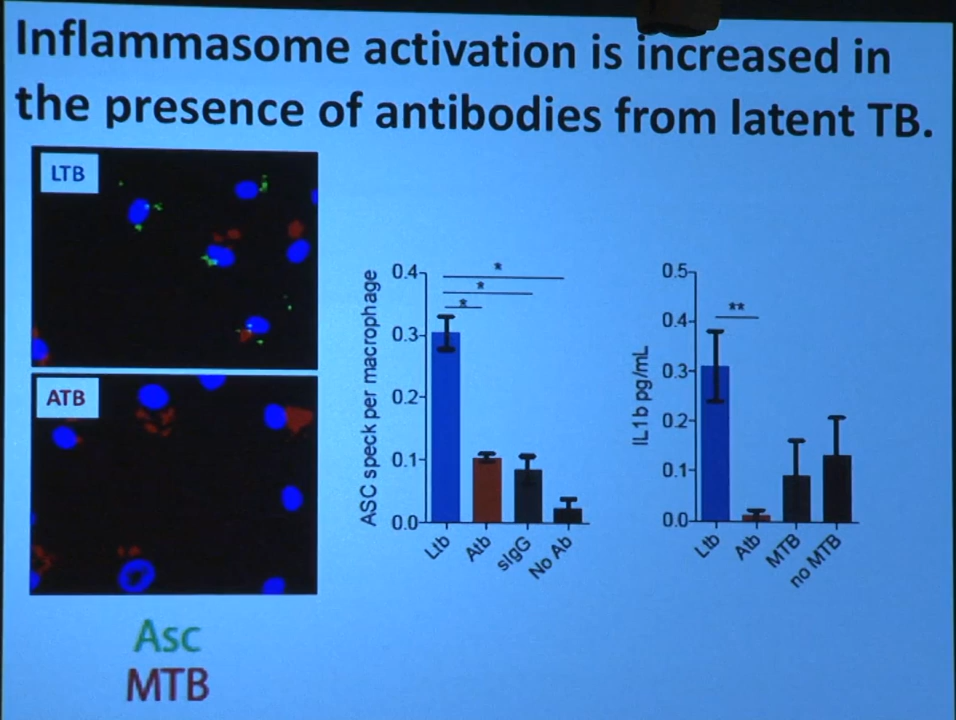 Inflammasome activation is increased in
the presence of antibodies from latent TB.
LTB
ATB
Asc
MTB
ASC speck per macrophage
0.4
0.3
0.2
0.1
0.0
*
*
*
Ltb
Atb
sIgG
No Ab
IL1b pg/mL
0.5
0.4
0.3
0.2
0.1
0.0
**
Ltb
Atb
MTB
no MTB